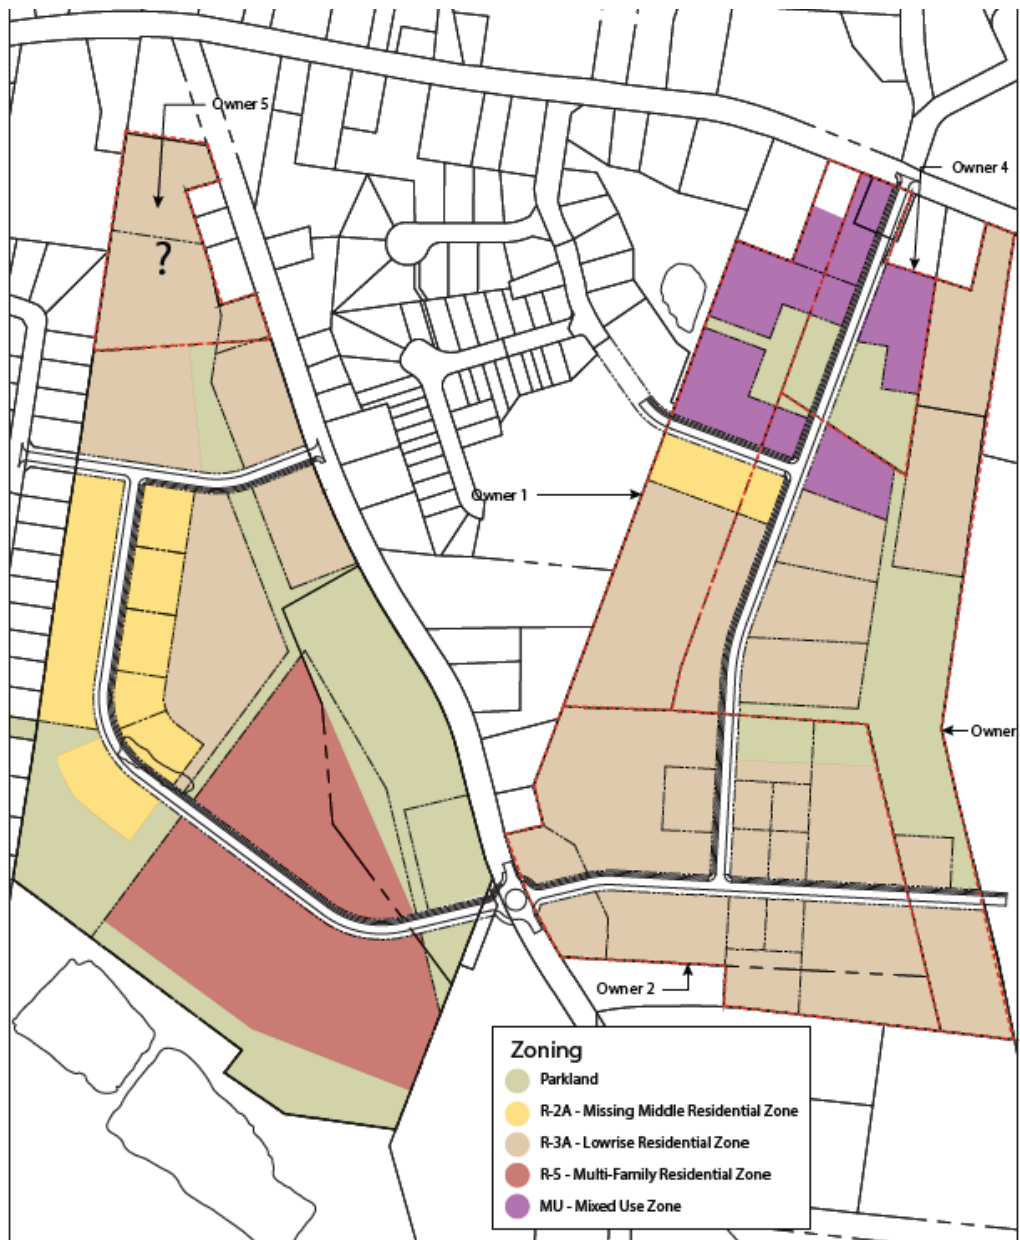 Owner 5
Owner 4
?
Owner 1
Owner
Owner 2
Zoning
Parkland
R-2A - Missing Middle Residential Zone
R-3A - Lowrise Residential Zone
R-5 - Multi-Family Residential Zone
MU - Mixed Use Zone